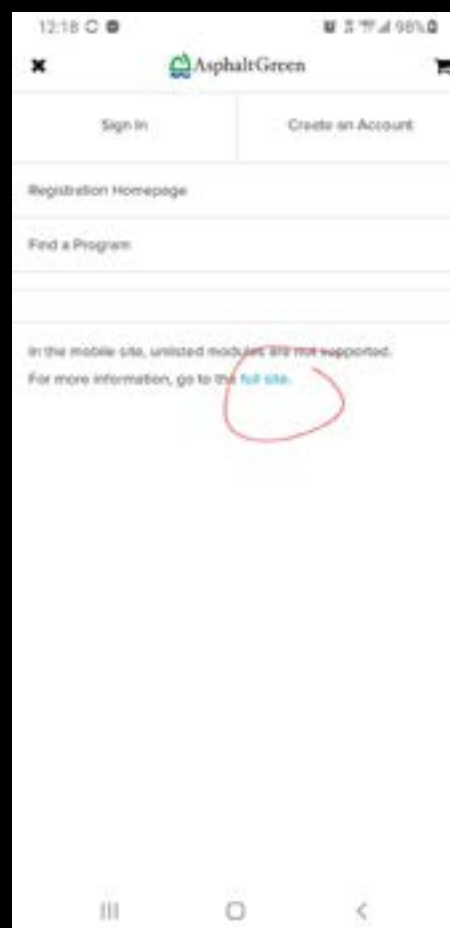 12:18
98%
AsphaltGreen
Sign In
Create an Account
Registration Homepage
Find a Program
In the mobile site, unlisted modules are not supported.
For more information, go to the full site.